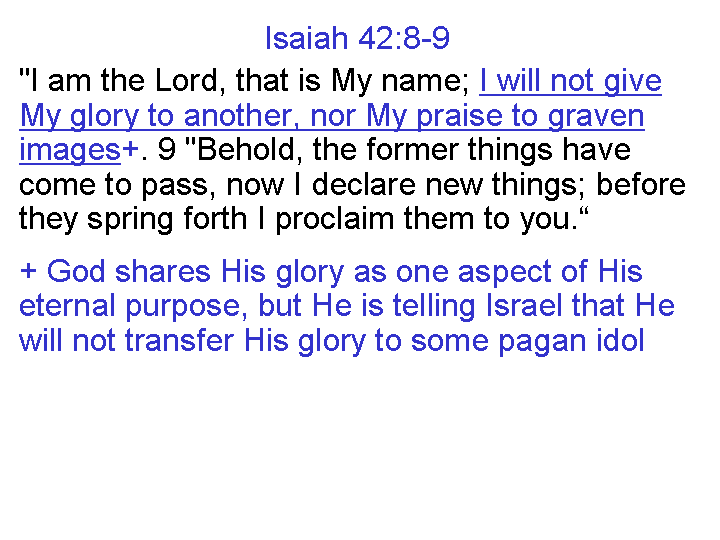 Isaiah 42:8-9
"I am the Lord, that is My name; I will not give
My glory to another, nor My praise to graven
images+. 9 "Behold, the former things have
come to pass, now I declare new things; before
they spring forth I proclaim them to you.“
+ God shares His glory as one aspect of His
eternal purpose, but He is telling Israel that He
will not transfer His glory to some pagan idol